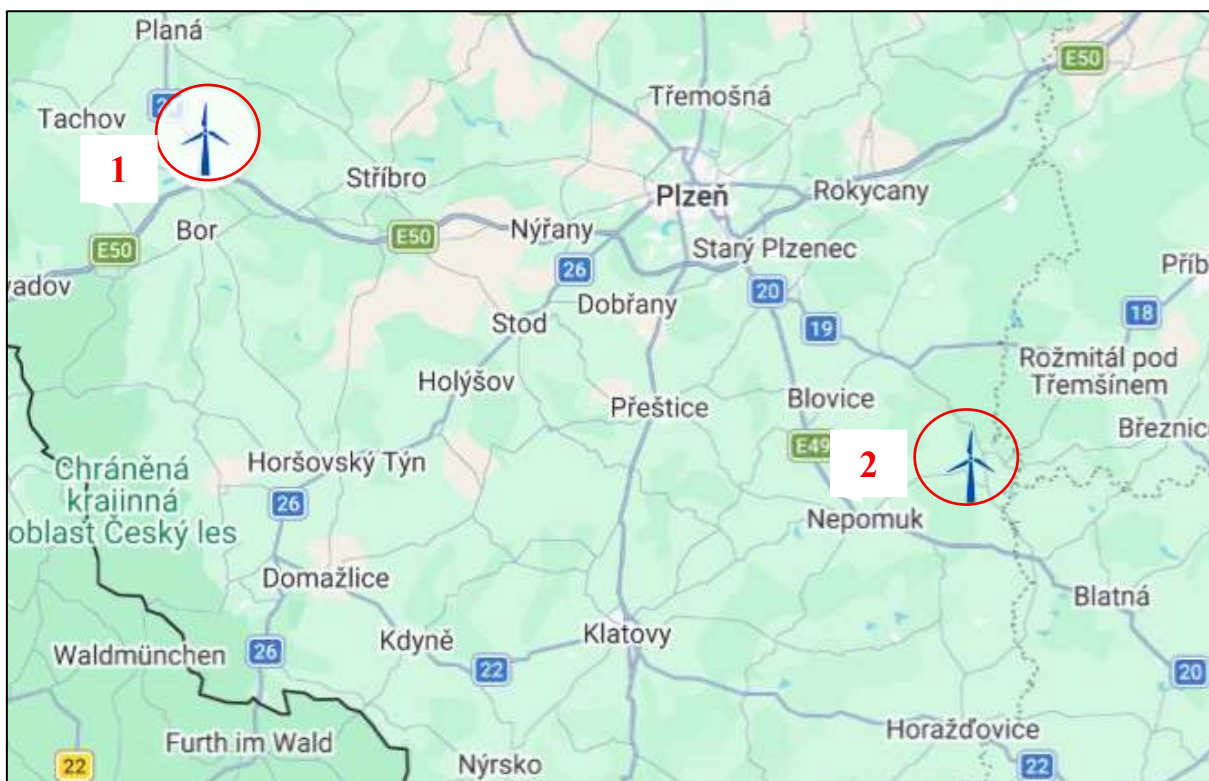 Planá
E50
Třemošná
Tachov
1
Stříbro
Plzeň
Rokycany
Bor
E50
Nýřany
E50
Starý Plzenec
26
20
Dobřany
18
Stod
19
Rožmitál pod
Třemšínem
Holýšov
Přeštice
Blovice
Březnic
E49
2
Chráněná
krajinná
oblast Český les
Horšovský Týn
26
Nepomuk
Domažlice
Blatná
Kdyně
Klatovy
Waldmünchen
26
22
20
Furth im Wald
Horažďovice
22
Nýrsko
22